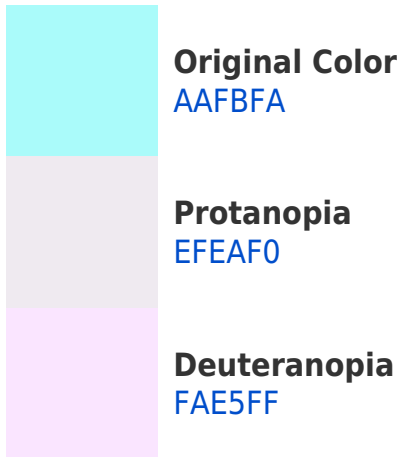 Original Color
AAFBFA
Protanopia
EFEAF0
Deuteranopia
FAE5FF